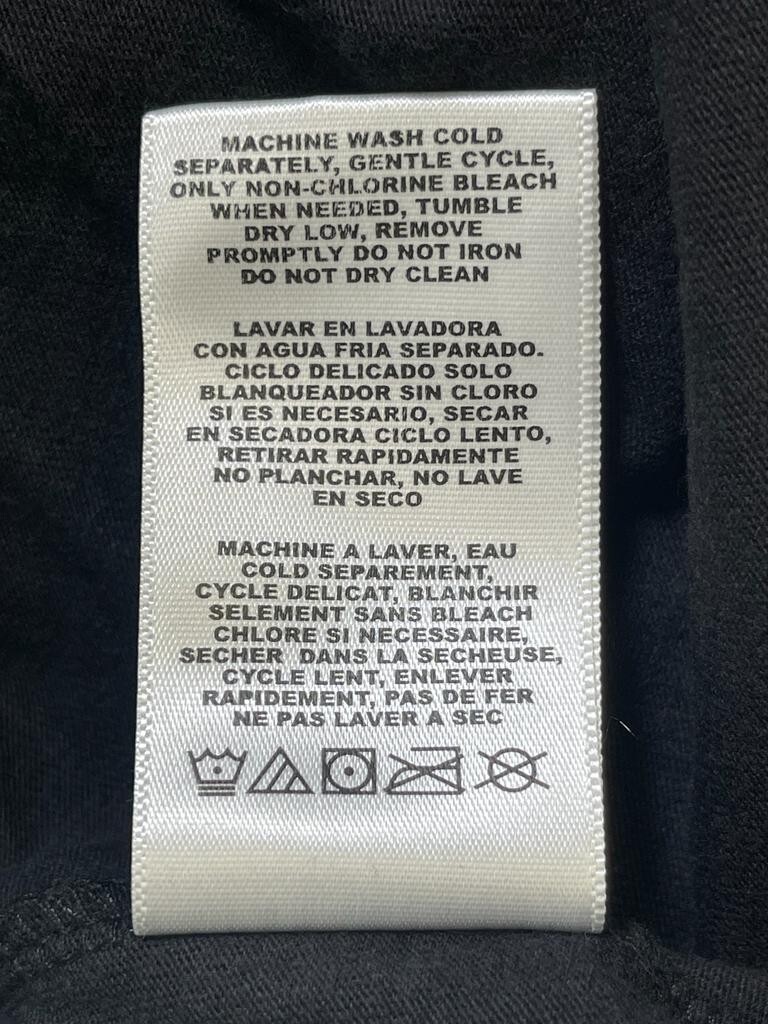 MACHINE WASH COLD
SEPARATELY, GENTLE CYCLE,
ONLY NON-CHLORINE BLEACH
WHEN NEEDED, TUMBLE
DRY LOW, REMOVE
PROMPTLY DO NOT IRON
DO NOT DRY CLEAN
LAVAR EN LAVADORA
CON AGUA FRIA SEPARADO.
CICLO DELICADO SOLO
BLANQUEADOR SIN CLORO
SI ES NECESARIO, SECAR
EN SECADORA CICLO LENTO,
RETIRAR RAPIDAMENTE
NO PLANCHAR, NO LAVE
EN SECO
MACHINE A LAVER, EAU
COLD SEPAREMENT,
CYCLE DELICAT, BLANCHIR
SELEMENT SANS BLEACH
CHLORE SI NECESSAIRE,
SECHER DANS LA SECHEUSE,
CYCLE LENT, ENLEVER
RAPIDEMENT, PAS DE FER
NE PAS LAVER A SEC